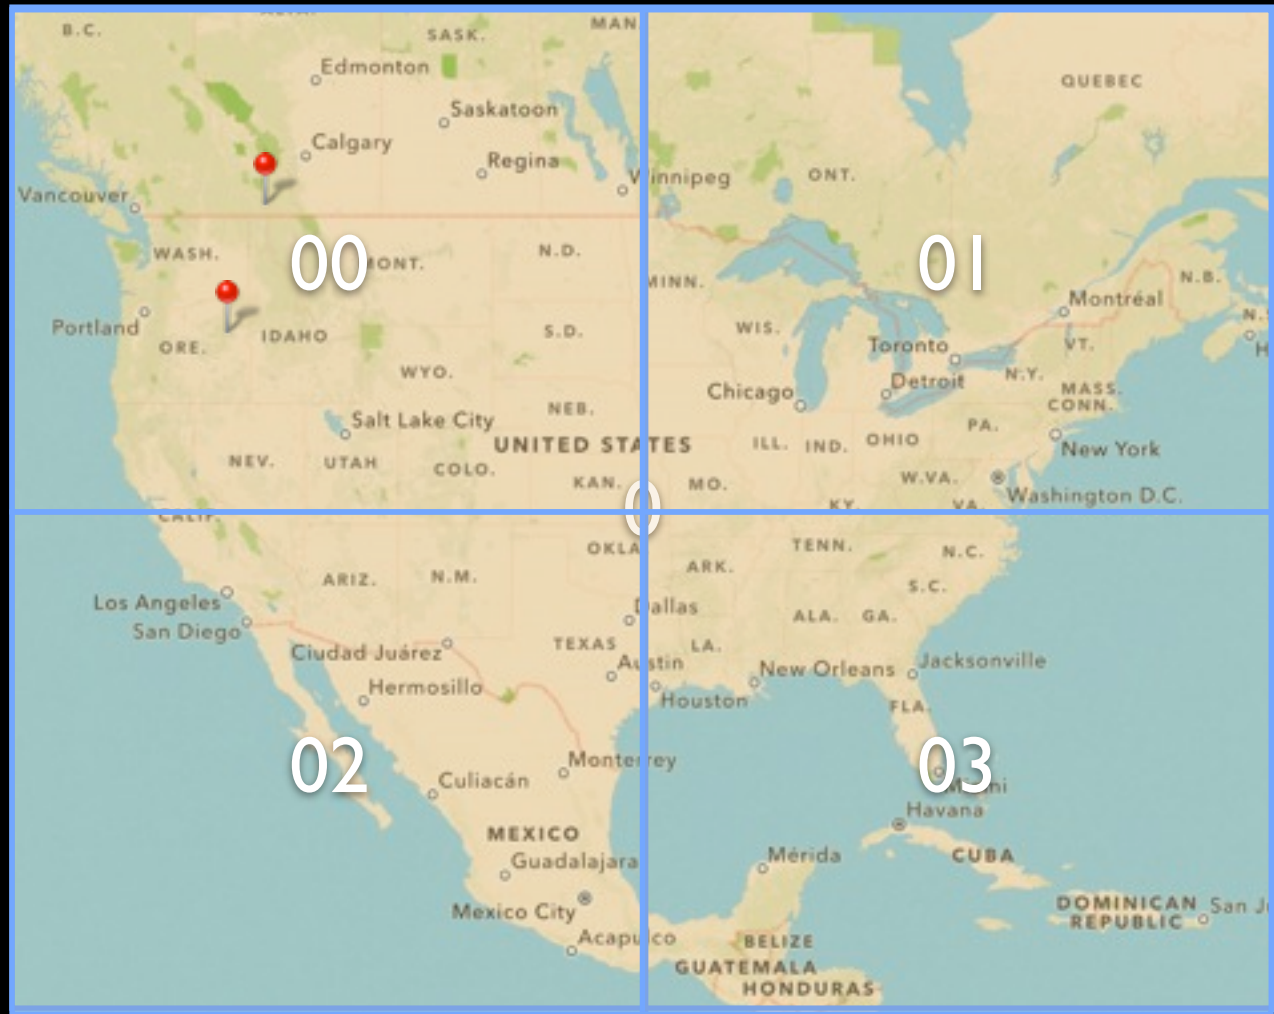 B.C.
SASK.
MAN.
Edmonton
QUEBEC
Saskatoon
Calgary
Regina
Winnipeg
ONT.
Vancouver
WASH.
00
MONT.
N.D.
01
MINN.
N.B.
Montréal
Portland
ORE.
IDAHO
S.D.
WIS.
Toronto
VT.
N.
H
WYO.
Chicago
Detroit
N.Y.
MASS.
CONN.
NEB.
Salt Lake City
UNITED STATES
ILL.
IND.
OHIO
PA.
New York
NEV.
UTAH
COLO.
KAN.
MO.
W.VA.
Washington D.C.
KY.
VA.
0
CALIF.
OKLA
TENN.
N.C.
ARIZ.
N.M.
ARK.
S.C.
Los Angeles
Dallas
ALA.
GA.
San Diego
Ciudad Juárez
TEXAS
LA.
Austin
New Orleans
Jacksonville
Hermosillo
Houston
FLA.
02
Monterrey
03
Culiacán
Miami
Havana
MEXICO
Guadalajara
Mérida
CUBA
Mexico City
DOMINICAN
REPUBLIC
San J
Acapulco
BELIZE
GUATEMALA
HONDURAS